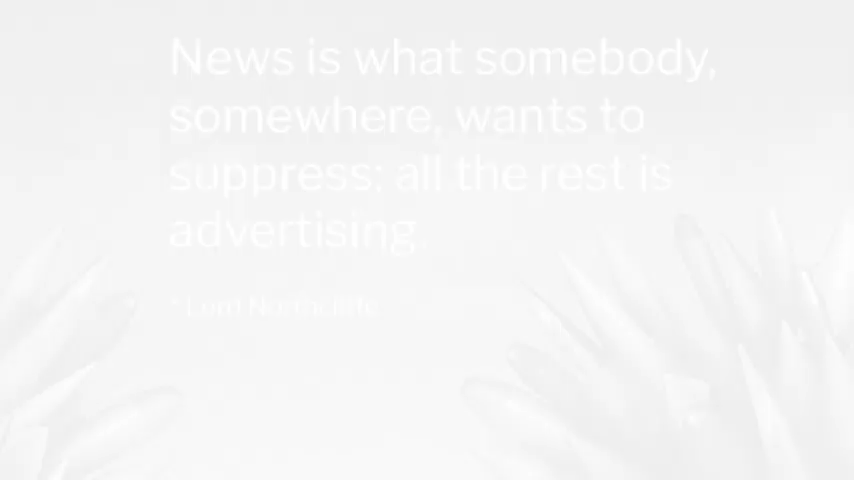 News is what somebody,
somewhere, wants to
suppress; all the rest is
advertising.
* Lord Northcliffe